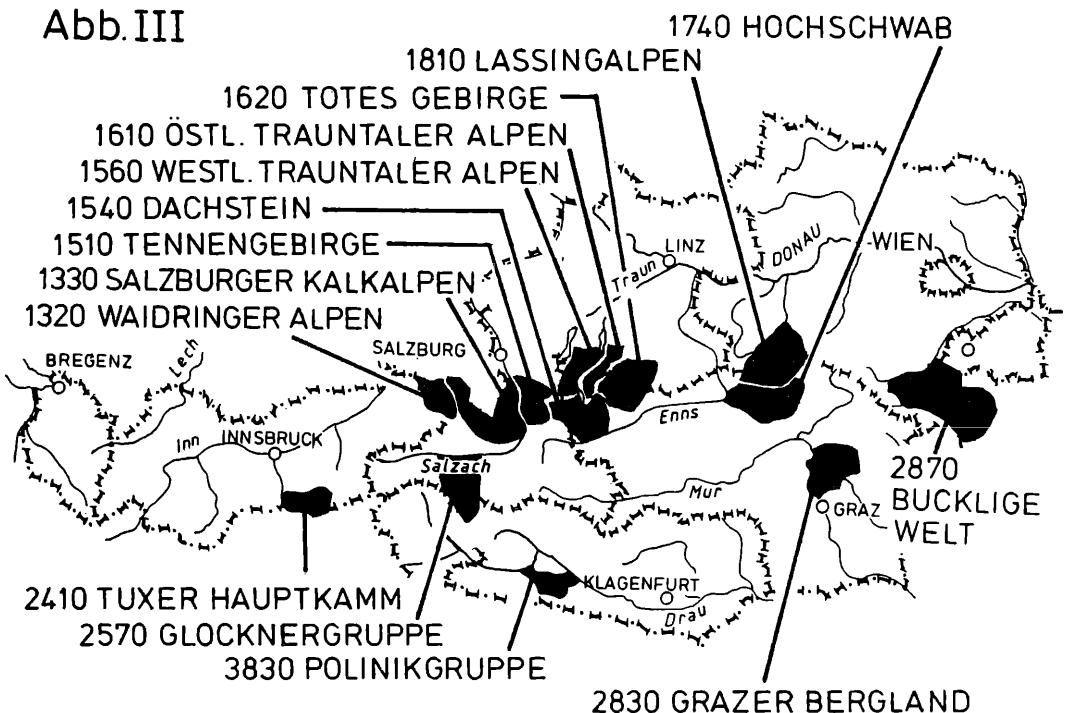 Abb.III
1740 HOCHSCHWAB
1810 LASSINGALPEN
1620 TOTES GEBIRGE
1610 ÖSTL. TRAUNTALER ALPEN
1560 WESTL. TRAUNTALER ALPEN
1540 DACHSTEIN
1510 TENNENGEBIRGE
1330 SALZBURGER KALKALPEN
1320 WAIDRINGER ALPEN
LINZ
DONAU
WIEN
Traun
SALZBURG
BREGENZ
Lech
Enns
Inn
INNSBRUCK
Salzach
Mur
GRAZ
2870
BUCKLIGE
WELT
KLAGENFURT
Drau
2410 TUXER HAUPTKAMM
2570 GLOCKNERGRUPPE
3830 POLINIKGRUPPE
2830 GRAZER BERGLAND